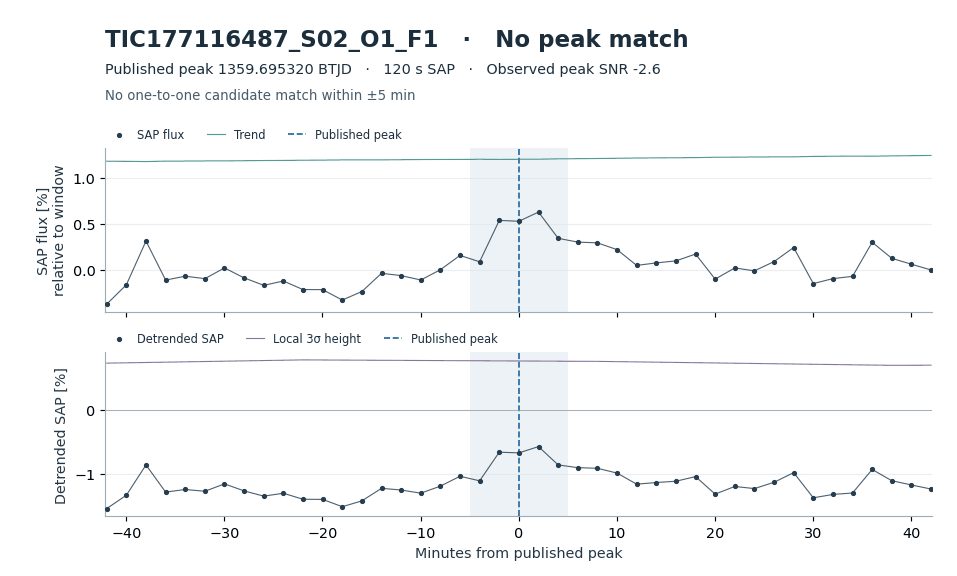 TIC177116487_S02_O1_F1 · No peak match
Published peak 1359.695320 BTJD · 120 s SAP · Observed peak SNR -2.6
No one-to-one candidate match within ±5 min
SAP flux Trend Published peak
SAP flux [%]
relative to window
1.0
0.5
0.0
Detrended SAP Local 3σ height Published peak
Detrended SAP [%]
0
−1
−40 −30 −20 −10 0 10 20 30 40
Minutes from published peak